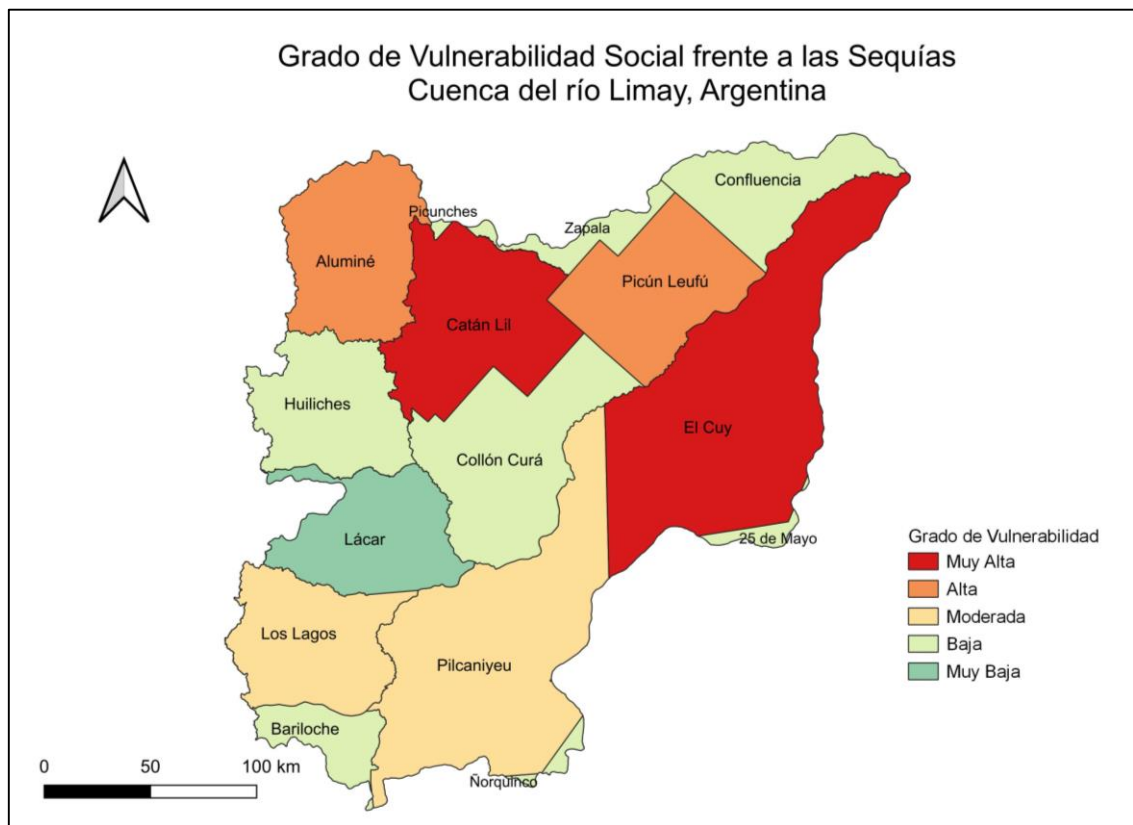 Grado de Vulnerabilidad Social frente a las Sequías
Cuenca del río Limay, Argentina
Confluencia
Picunches
Zapala
Aluminé
Picún Leufú
Catán Lil
Huiliches
El Cuy
Collón Curá
Lácar
25 de Mayo
Los Lagos
Pilcaniyeu
Bariloche
Ñorquinco
Grado de Vulnerabilidad
Muy Alta
Alta
Moderada
Baja
Muy Baja
0 50 100 km